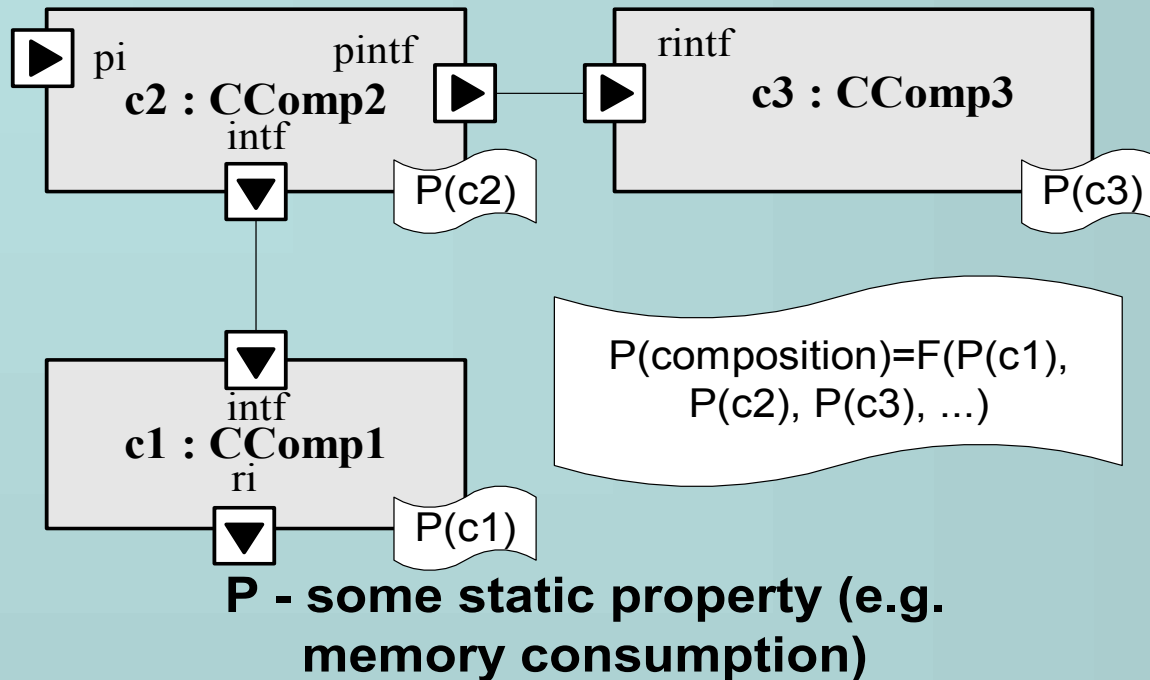 pi
pintf
c2 : CComp2
intf
P(c2)
rintf
c3 : CComp3
P(c3)
intf
c1 : CComp1
ri
P(c1)
P(composition)=F(P(c1),
P(c2), P(c3), ...)
P - some static property (e.g.
memory consumption)